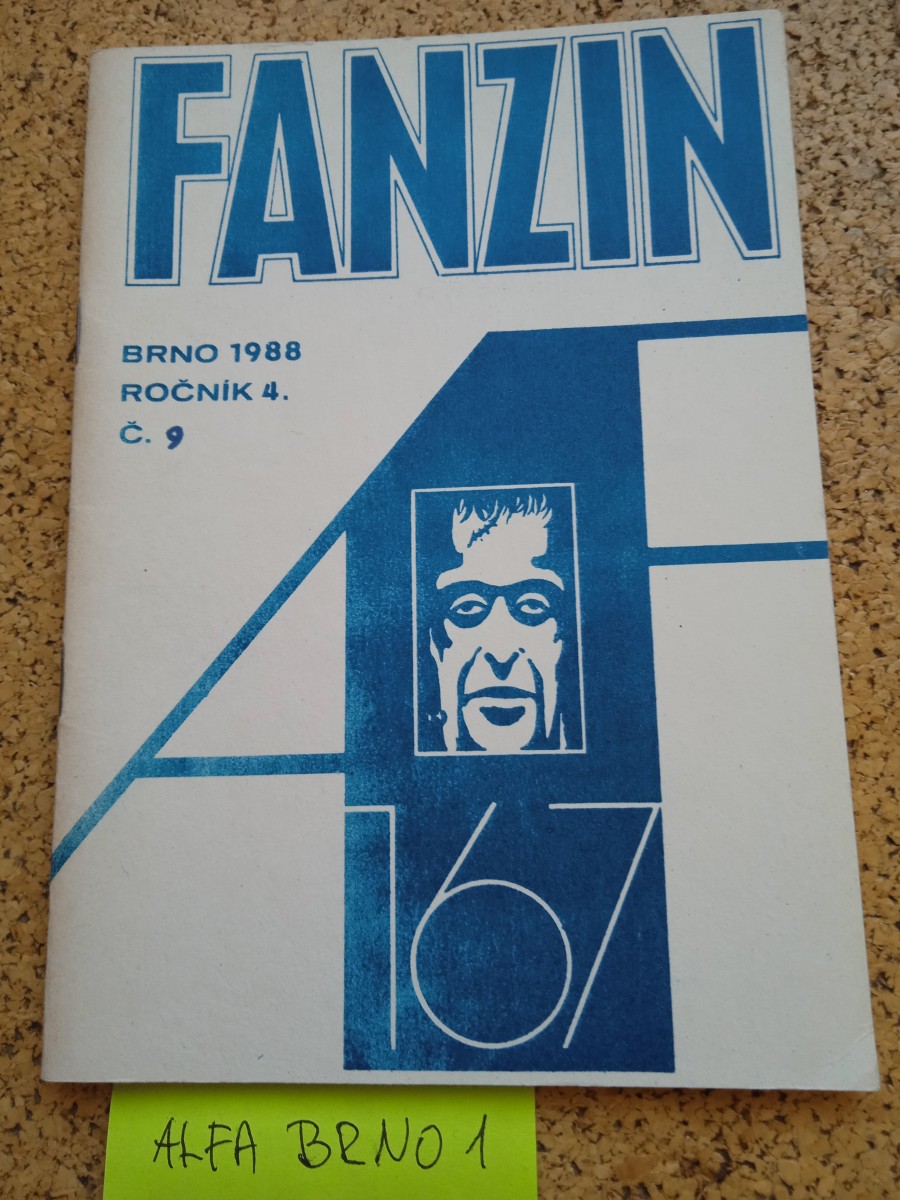 FANZIN
BRNO 1988
ROČNÍK 4.
Č. 9
AF
167
ALFA BRNO 1